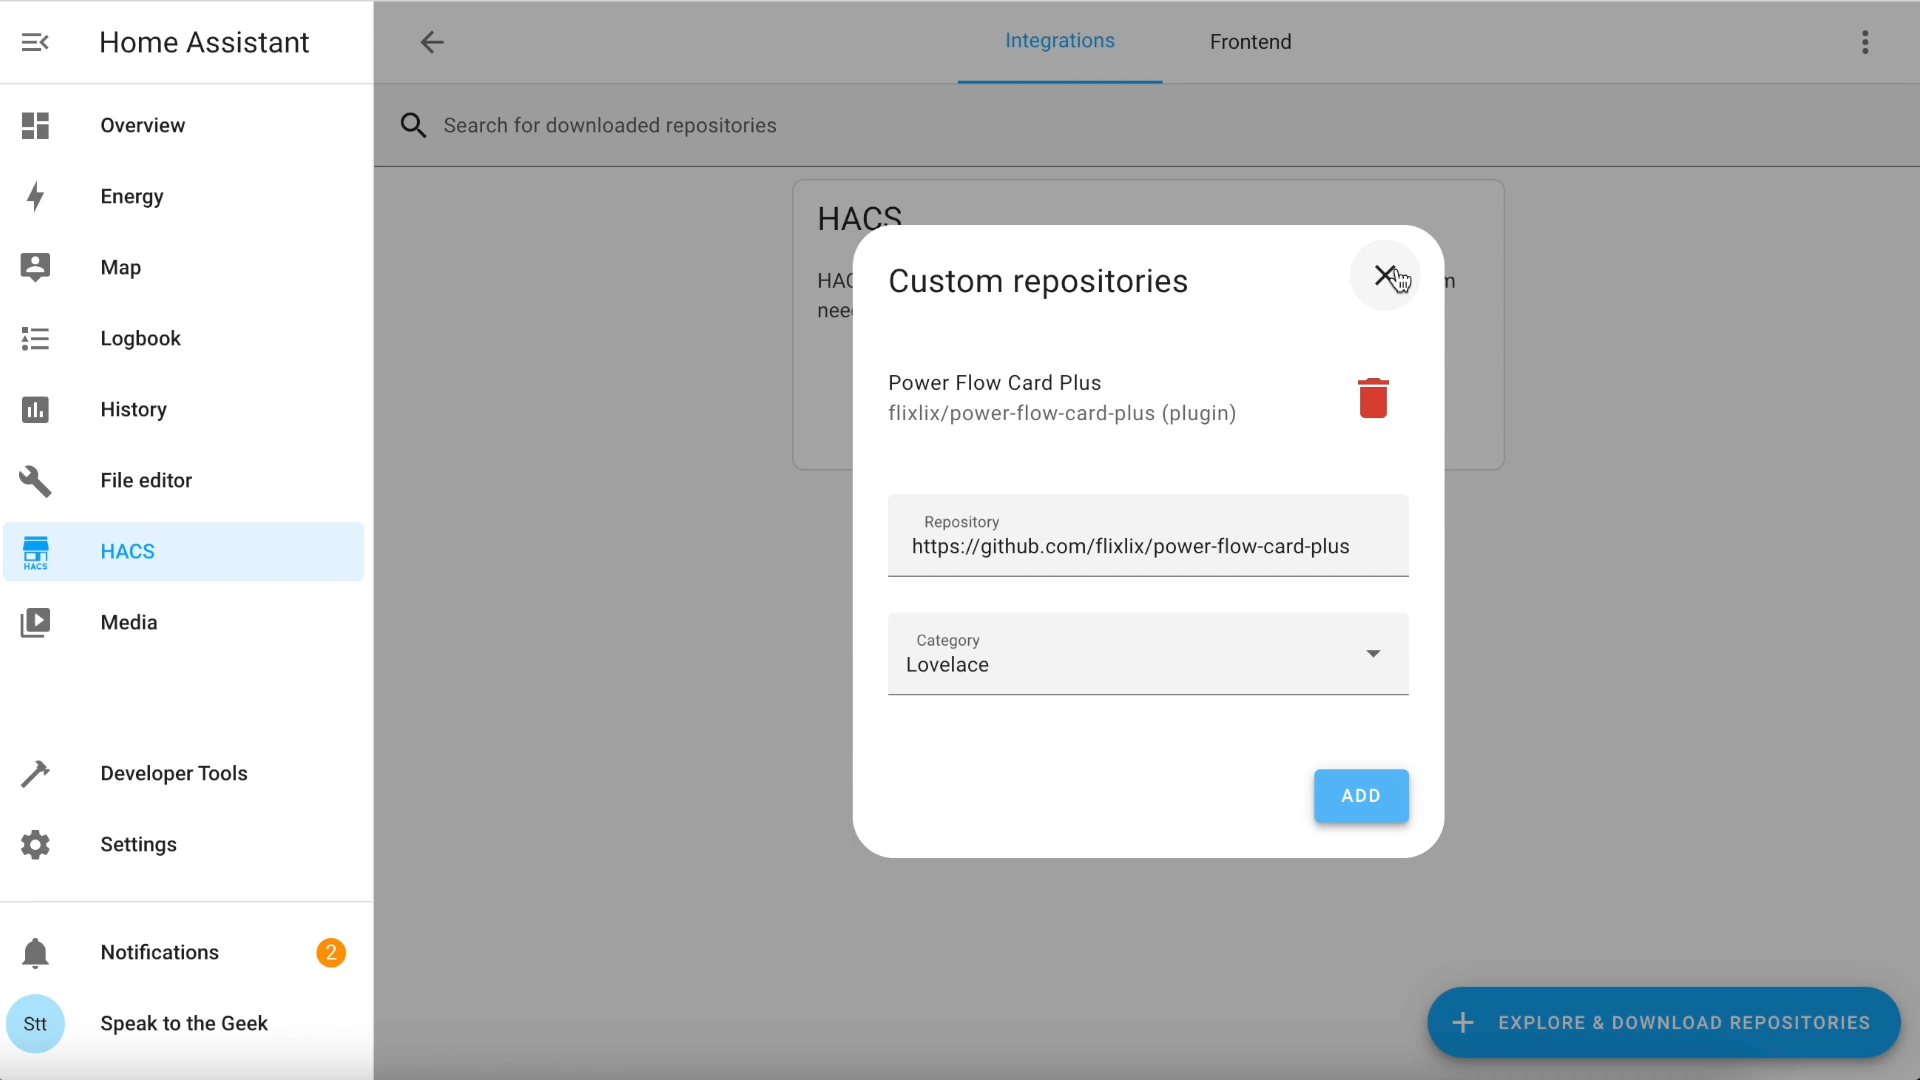 Home Assistant
Overview
Energy
Map
Logbook
History
File editor
HACS
HACS
Media
Developer Tools
Settings
Notifications
2
Stt
Speak to the Geek
Integrations
Frontend
Search for downloaded repositories
HACS
Custom repositories
Power Flow Card Plus
flixlix/power-flow-card-plus (plugin)
Repository
https://github.com/flixlix/power-flow-card-plus
Category
Lovelace
ADD
EXPLORE & DOWNLOAD REPOSITORIES